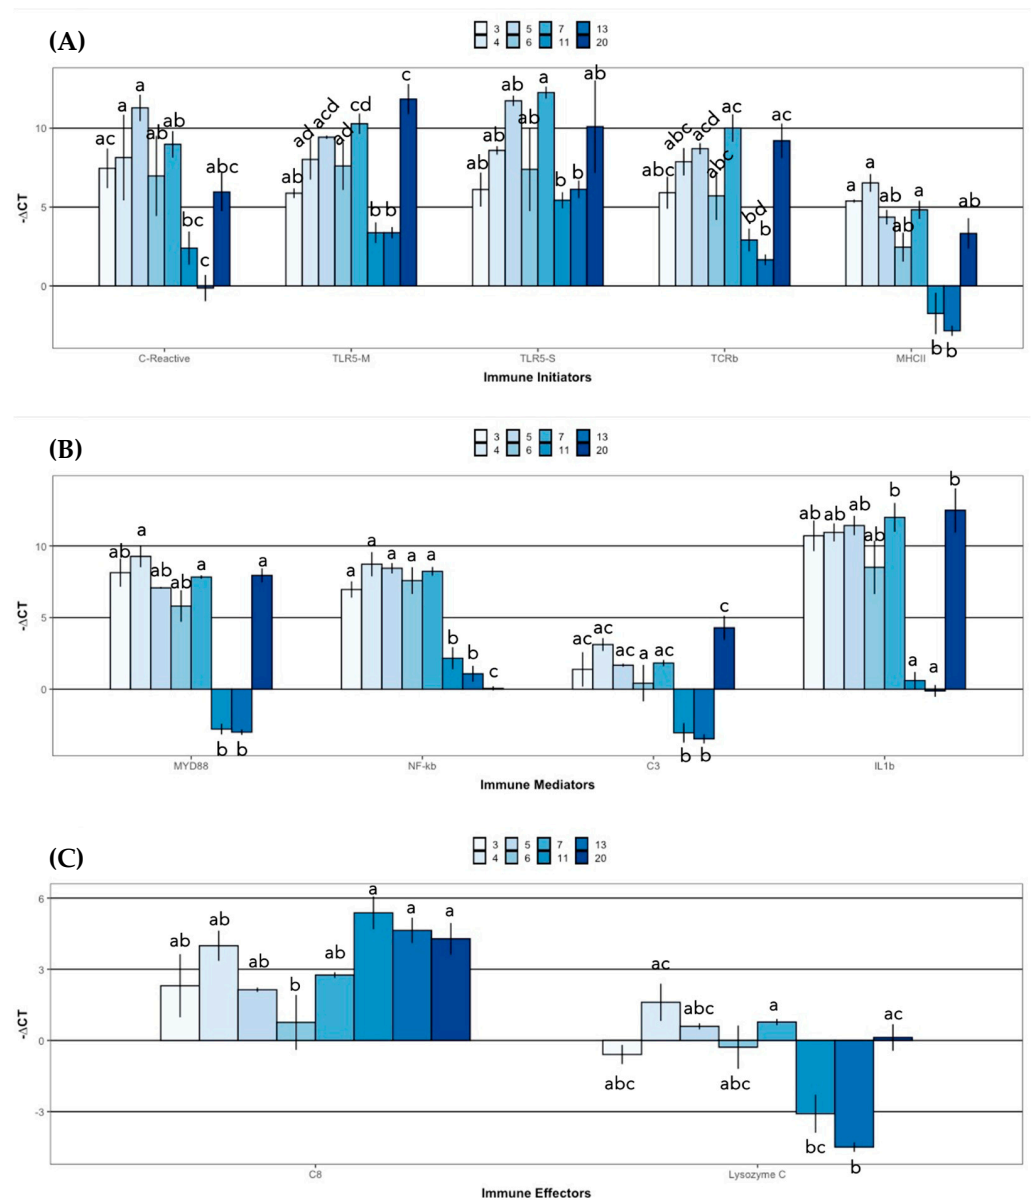 (A)
3 5 7 13
4 6 11 20
ac a a ab ab bc c abc
ab ad acd ad cd b b c
ab ab ab ab a b b ab
abc abc acd abc ac bd b ac
a a ab ab a b b ab
10
5
0
-ΔCT
C-Reactive TLR5-M TLR5-S TCRb MHCII
Immune Initiators
(B)
3 5 7 13
4 6 11 20
ab a ab ab a b b a
a a a a a b b c
ac ac ac a ac b b c
ab ab ab ab b a a b
10
5
0
-ΔCT
MYD88 NF-kb C3 IL1b
Immune Mediators
(C)
3 5 7 13
4 6 11 20
ab ab ab b ab a a a
abc ac abc abc a bc b ac
6
3
0
-3
-ΔCT
C8 Lysozyme C
Immune Effectors